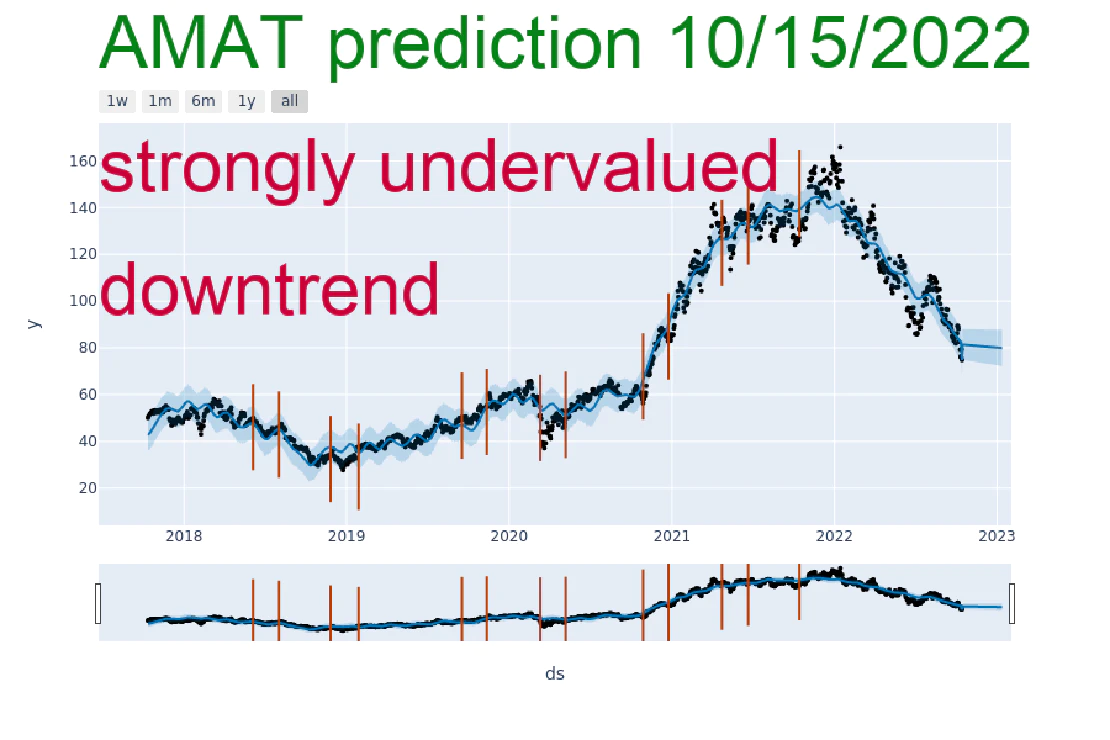 AMAT prediction 10/15/2022
1w 1m 6m 1y all
strongly undervalued
downtrend
160
140
120
100
80
60
40
20
y
2018 2019 2020 2021 2022 2023
ds